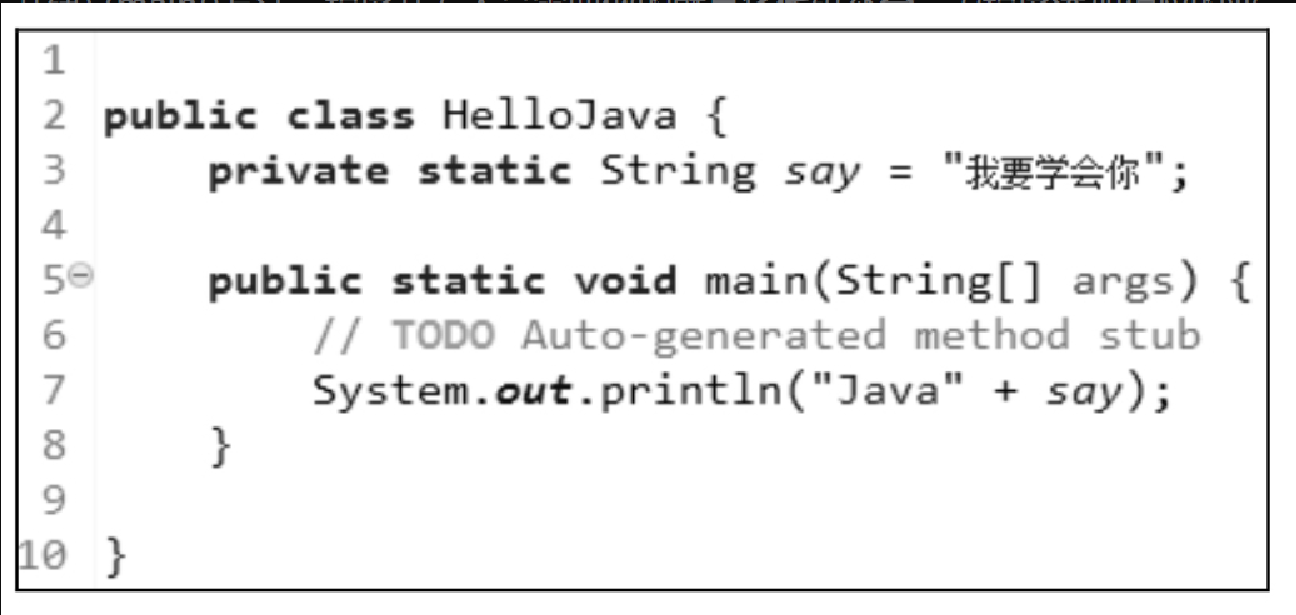 1
2 public class HelloJava {
3     private static String say = "我要学会你";
4
5     public static void main(String[] args) {
6         // TODO Auto-generated method stub
7         System.out.println("Java" + say);
8     }
9
10 }